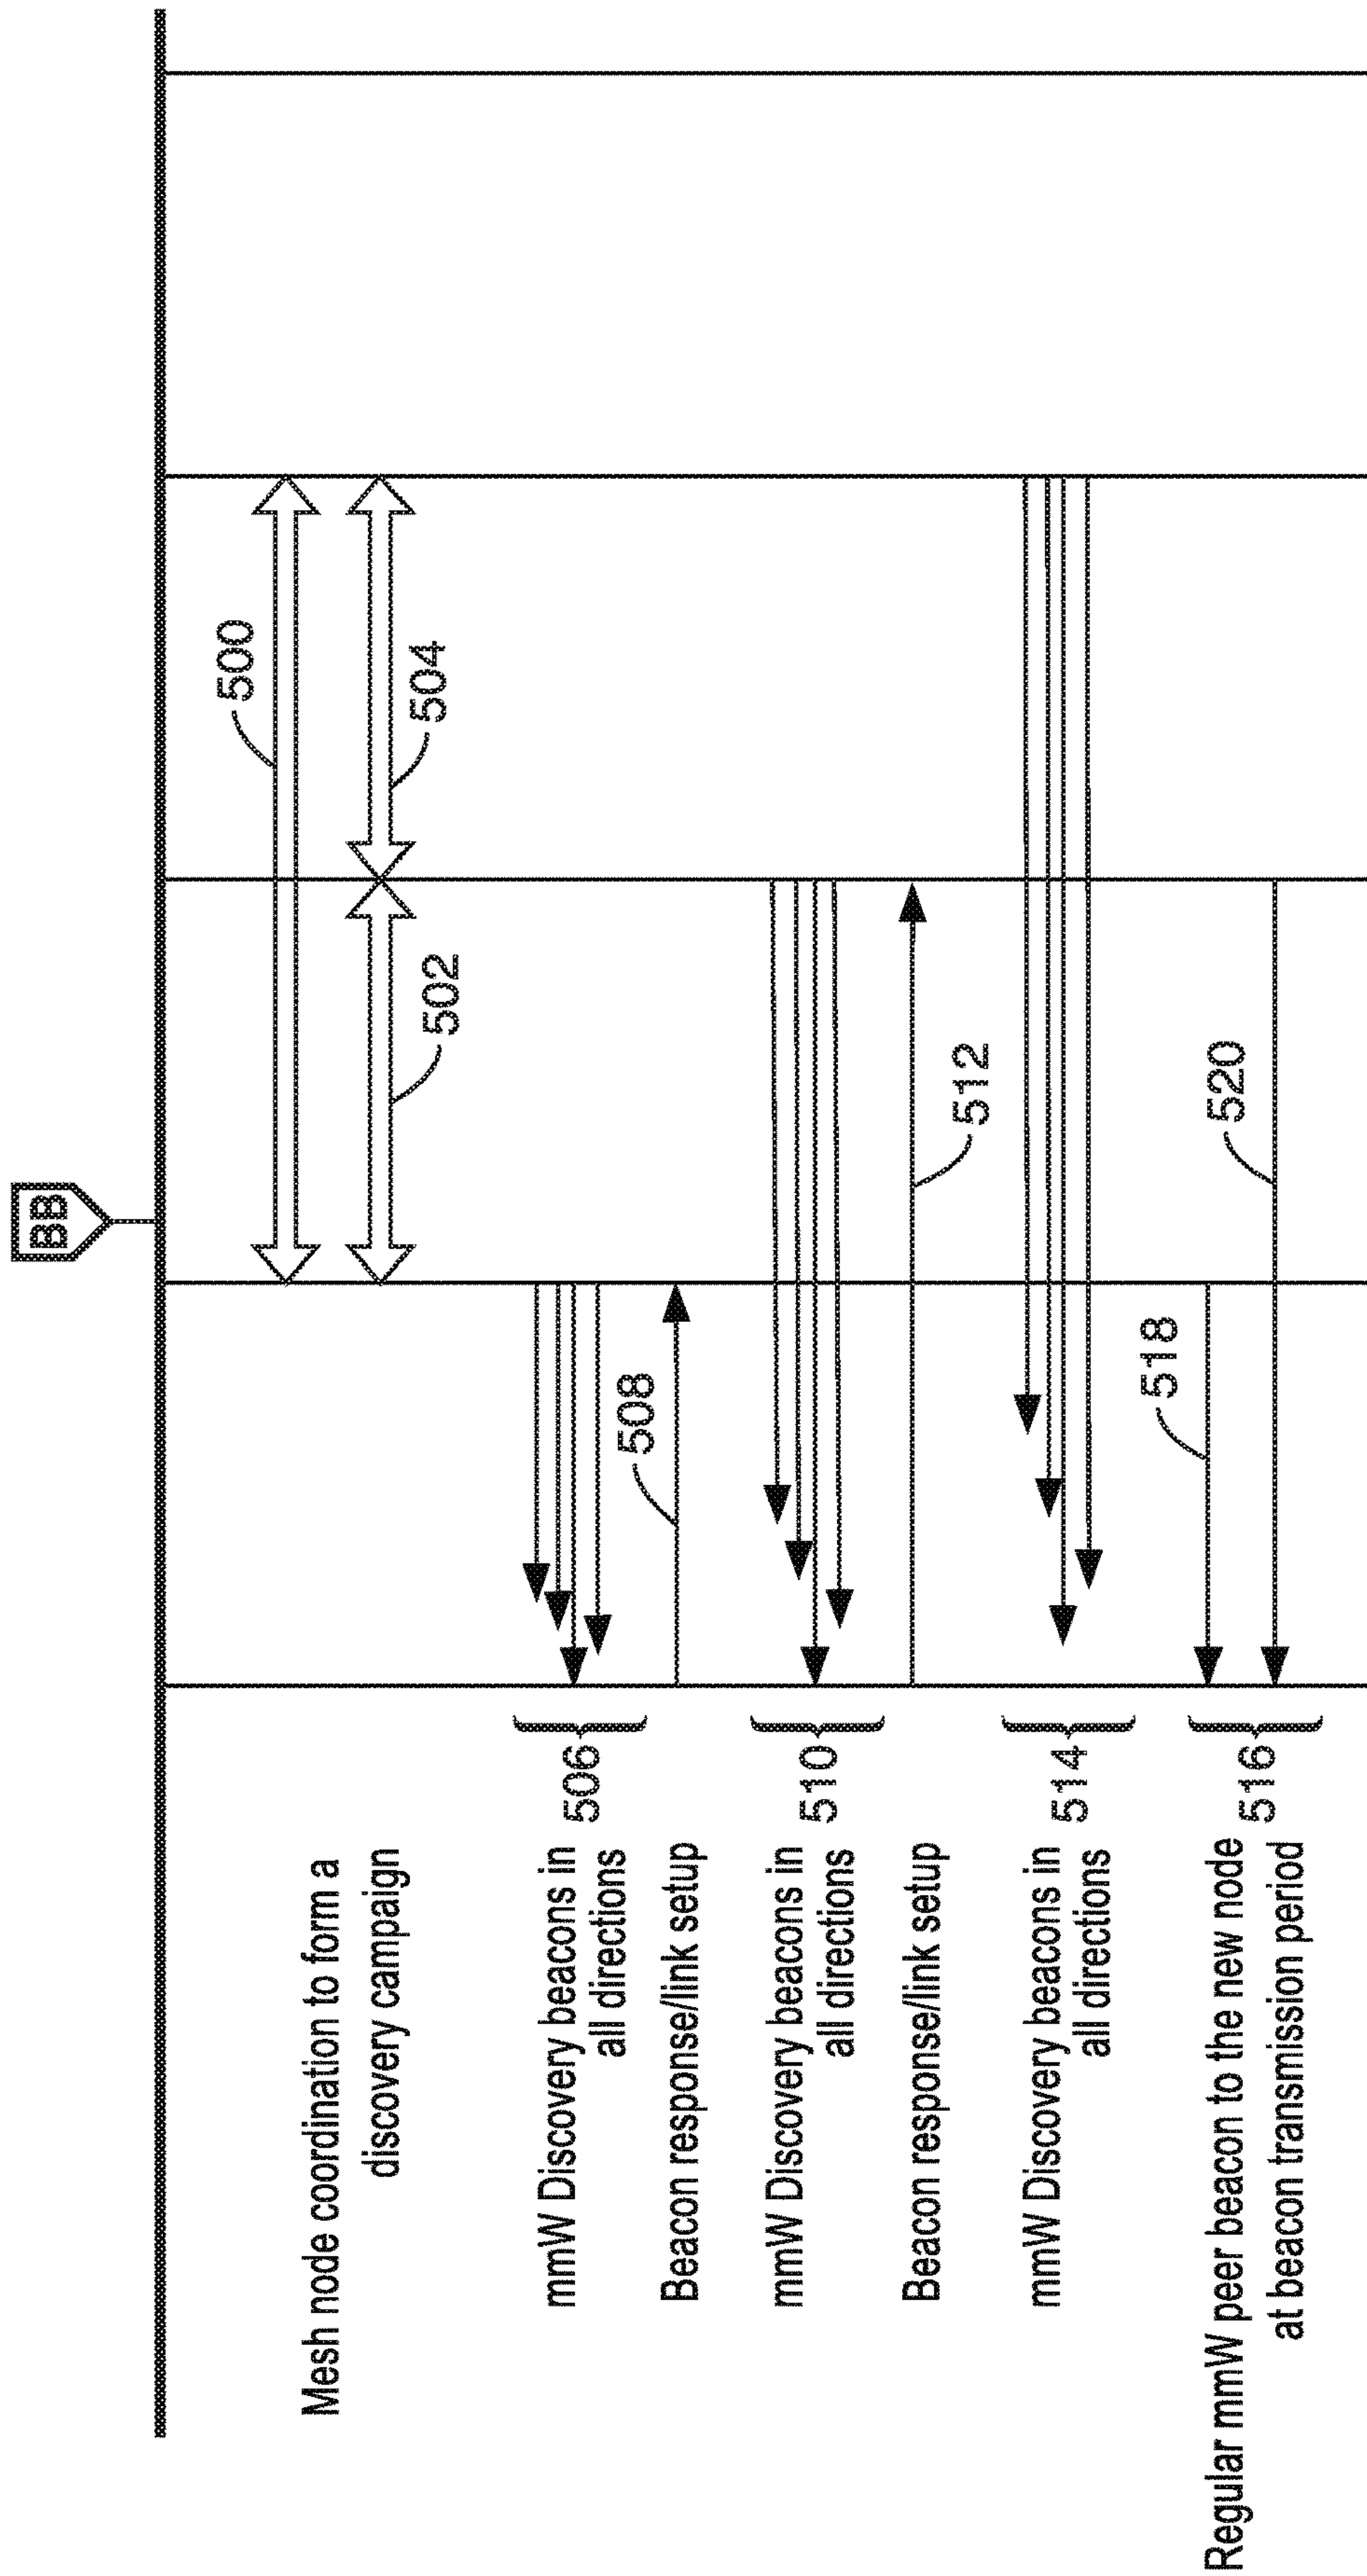 BB
500
504
502
Mesh node coordination to form a
discovery campaign
506
mmW Discovery beacons in
all directions
508
Beacon response/link setup
510
mmW Discovery beacons in
all directions
512
Beacon response/link setup
514
mmW Discovery beacons in
all directions
518
520
516
Regular mmW peer beacon to the new node
at beacon transmission period